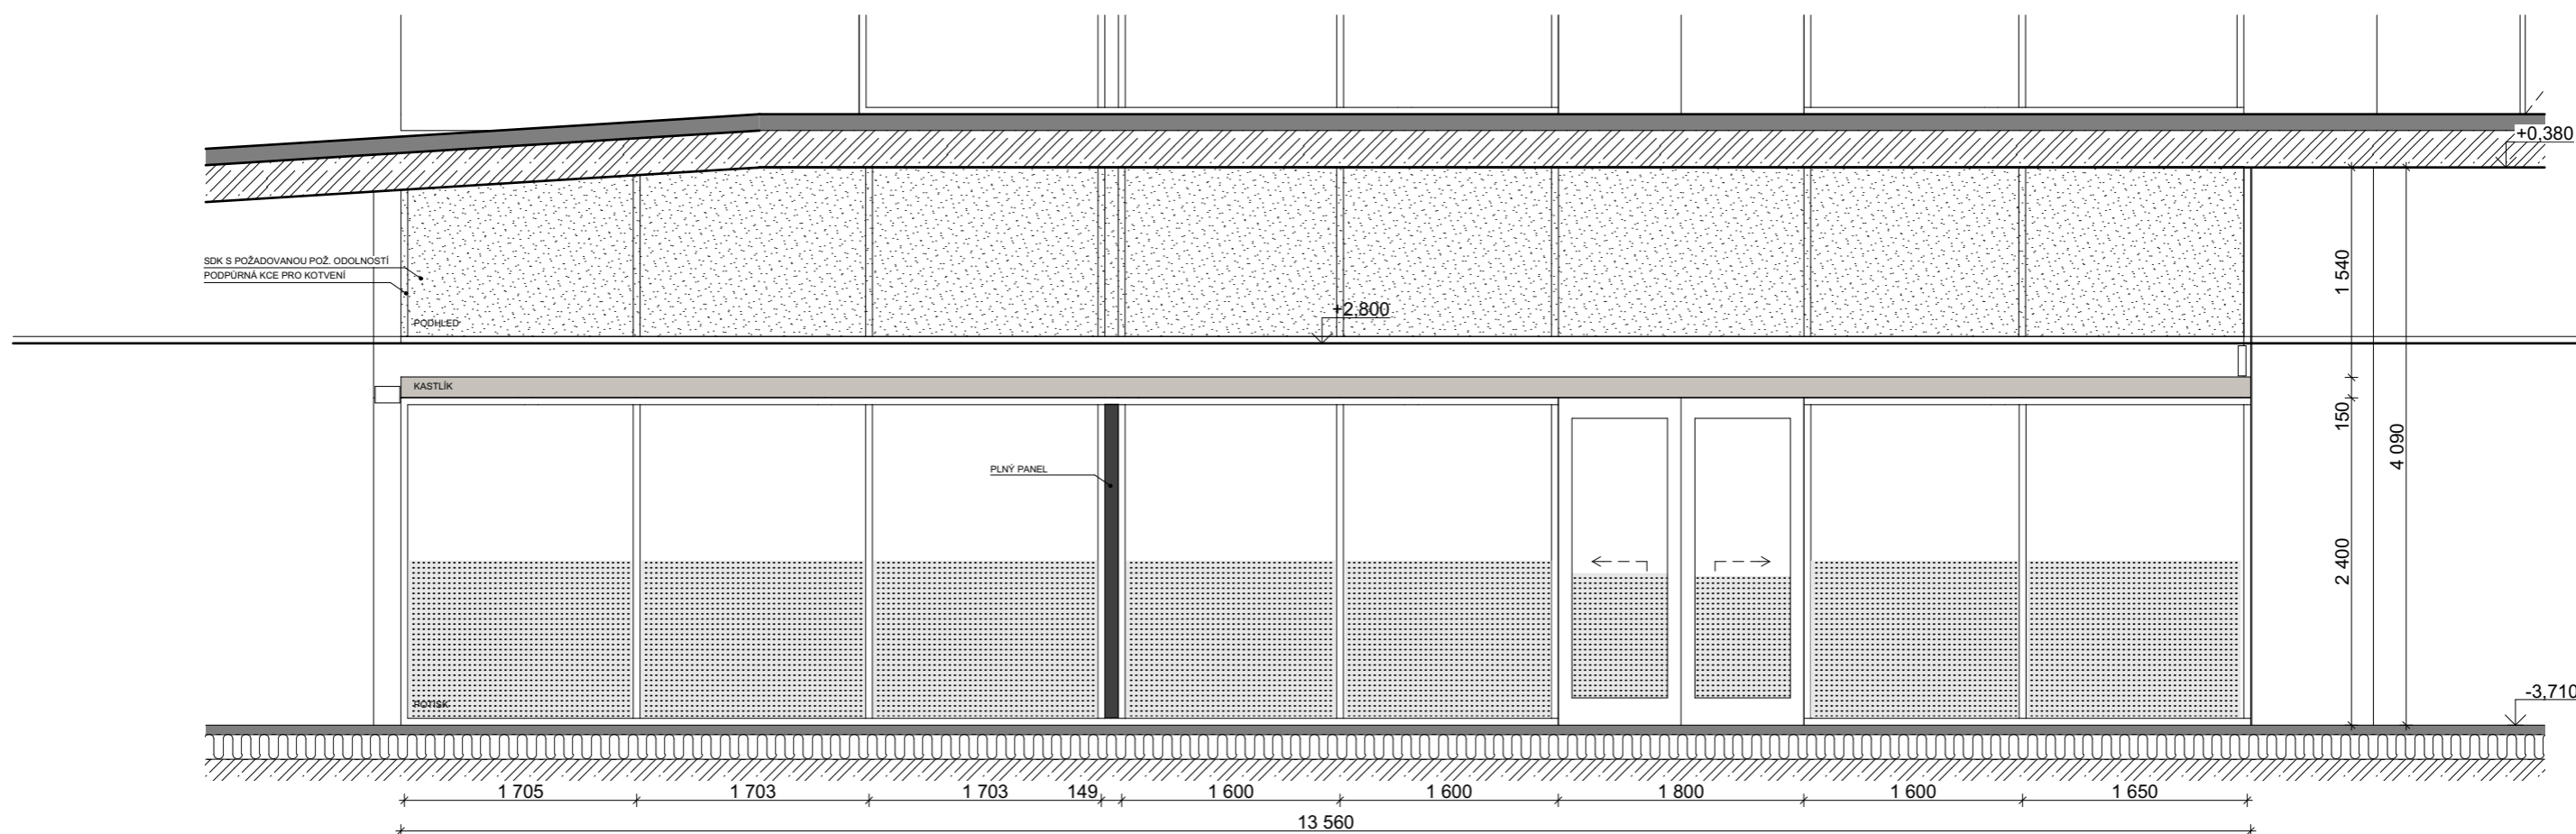 +0,380
SDK S POŽADOVANOU POŽ. ODOLNOSTÍ
PODPŮRNÁ KCE PRO KOTVENÍ
1 540
+2,800
PODHLED
KASTLÍK
150
4 090
PLNÝ PANEL
2 400
-3,710
POTISK
1 705
1 703
1 703
149
1 600
1 600
1 800
1 600
1 650
13 560